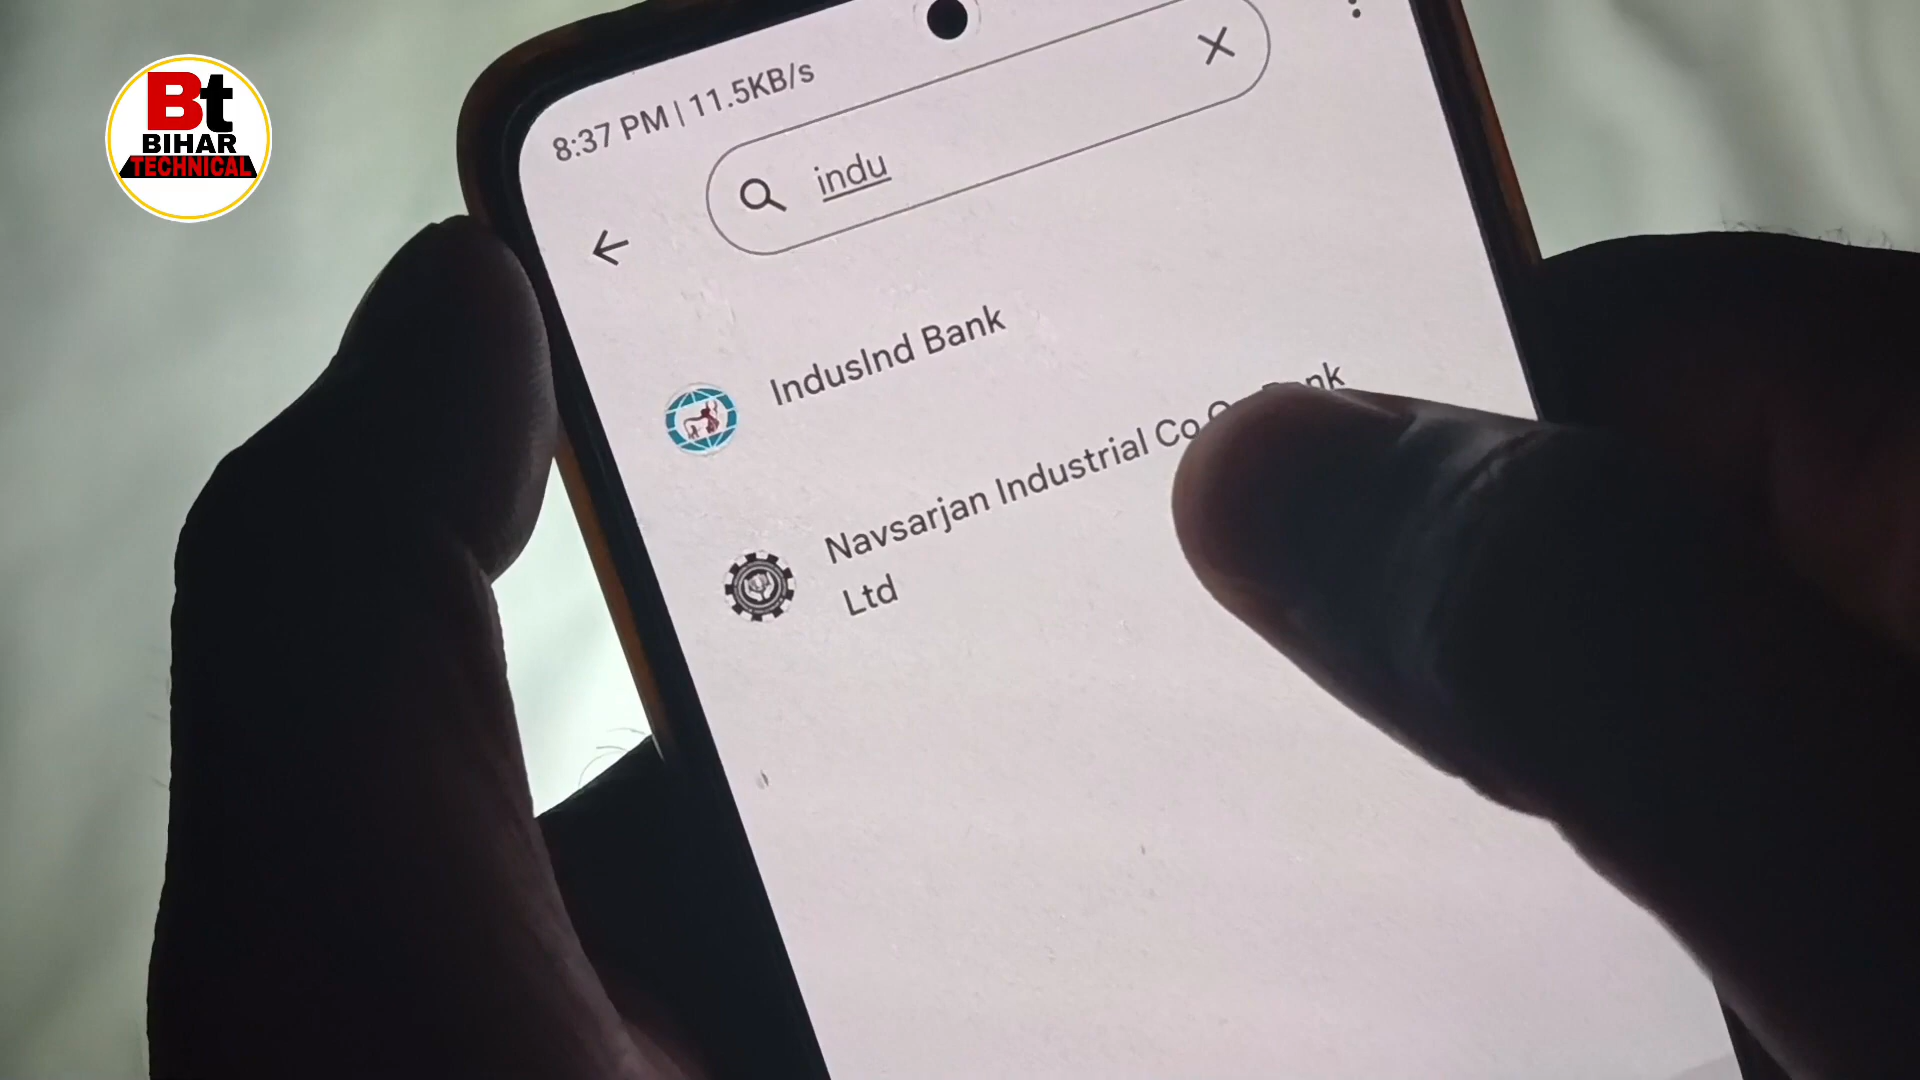 Bt
BIHAR
TECHNICAL
8:37 PM | 11.5KB/s
indu
IndusInd Bank
Navsarjan Industrial Co
Ltd